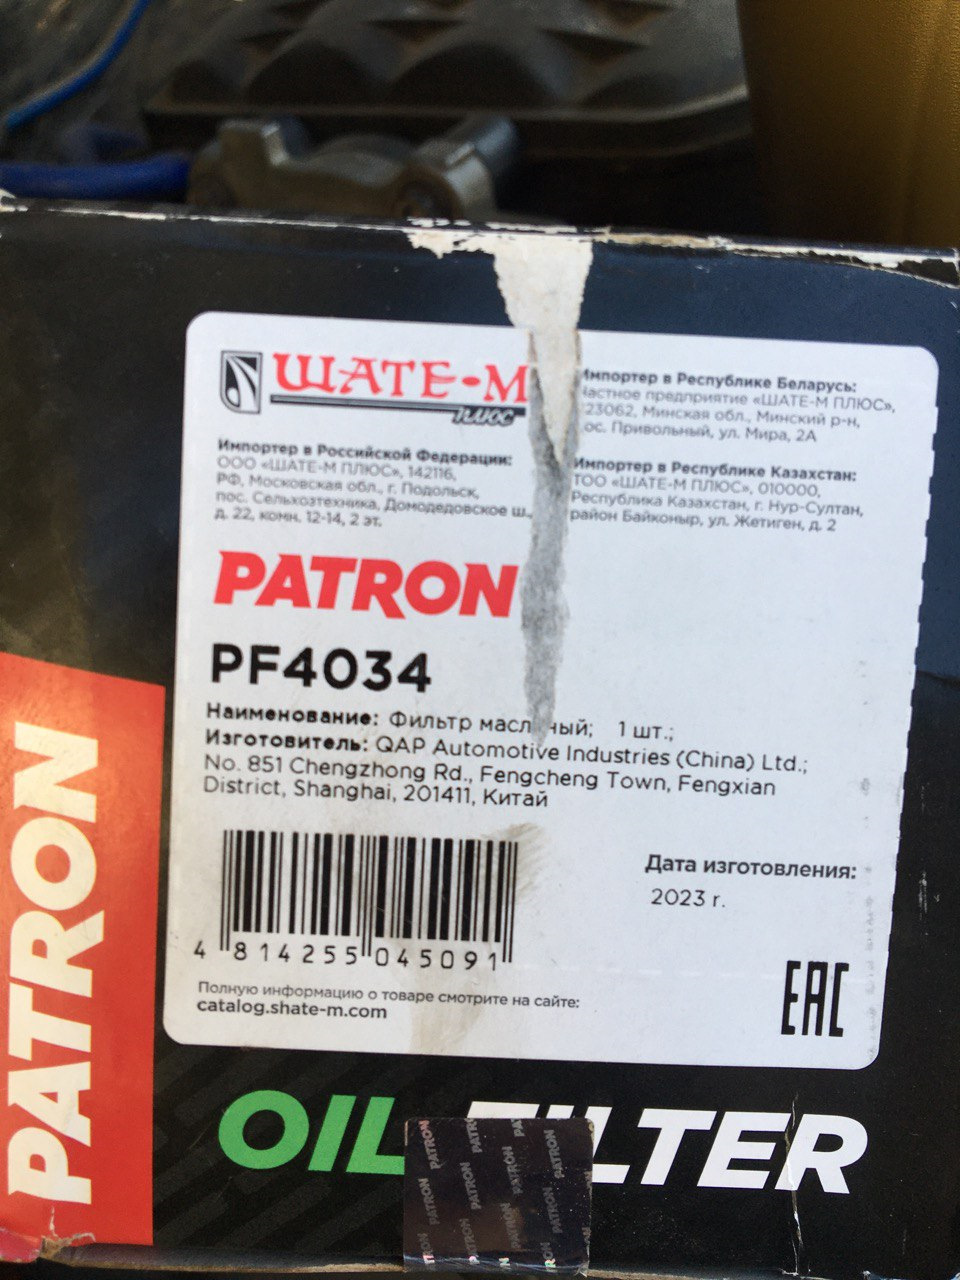 ШАТЕ-М
ПЛЮС
Импортер в Российской Федерации:
ООО «ШАТЕ-М ПЛЮС», 142116,
РФ, Московская обл., г. Подольск,
пос. Сельхозтехника, Домодедовское ш.,
д. 22, комн. 12-14, 2 эт.
Импортер в Республике Беларусь:
Частное предприятие «ШАТЕ-М ПЛЮС»,
23062, Минская обл., Минский р-н,
ос. Привольный, ул. Мира, 2А
Импортер в Республике Казахстан:
ТОО «ШАТЕ-М ПЛЮС», 010000,
Республика Казахстан, г. Нур-Султан,
район Байконыр, ул. Жетиген, д. 2
PATRON
PF4034
Наименование: Фильтр масляный; 1 шт.;
Изготовитель: QAP Automotive Industries (China) Ltd.;
No. 851 Chengzhong Rd., Fengcheng Town, Fengxian
District, Shanghai, 201411, Китай
Дата изготовления:
2023 г.
4 814255 045091
EAC
Полную информацию о товаре смотрите на сайте:
catalog.shate-m.com
PATRON
OIL FILTER
PATRON PATRON PATRON